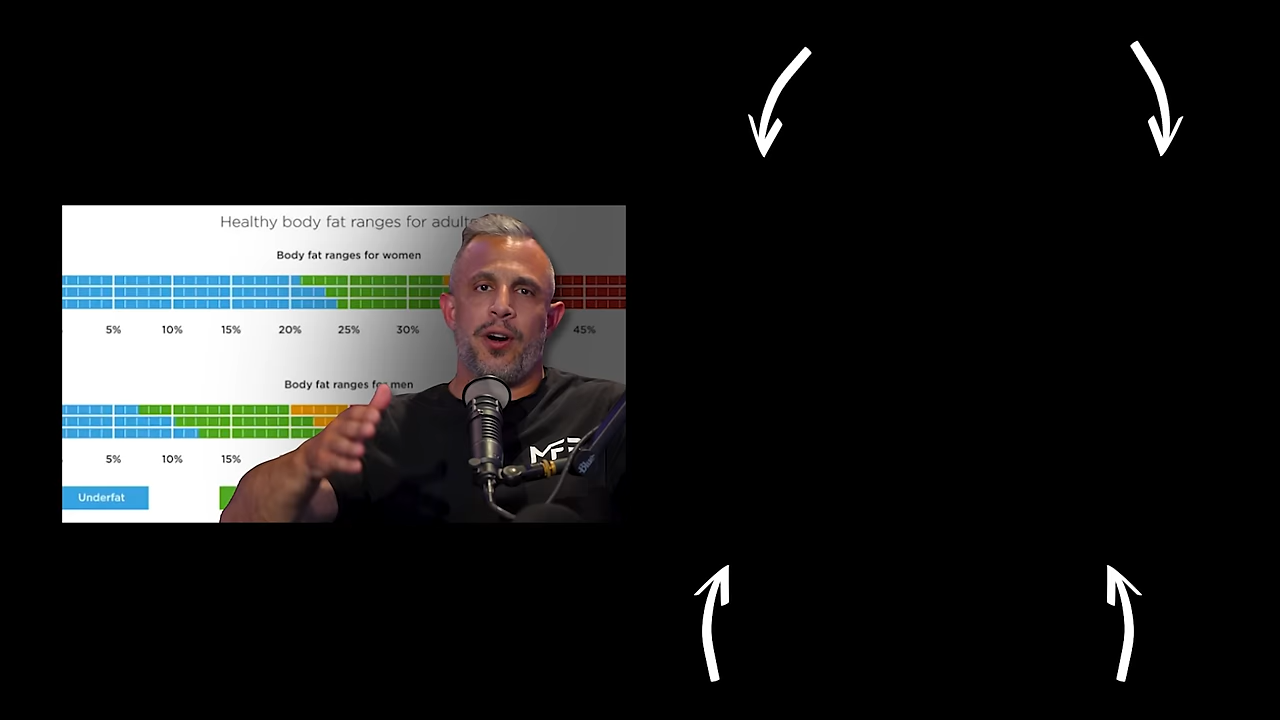 Healthy body fat ranges for adults
Body fat ranges for women
5% 10% 15% 20% 25% 30% 45%
Body fat ranges for men
5% 10% 15%
Underfat